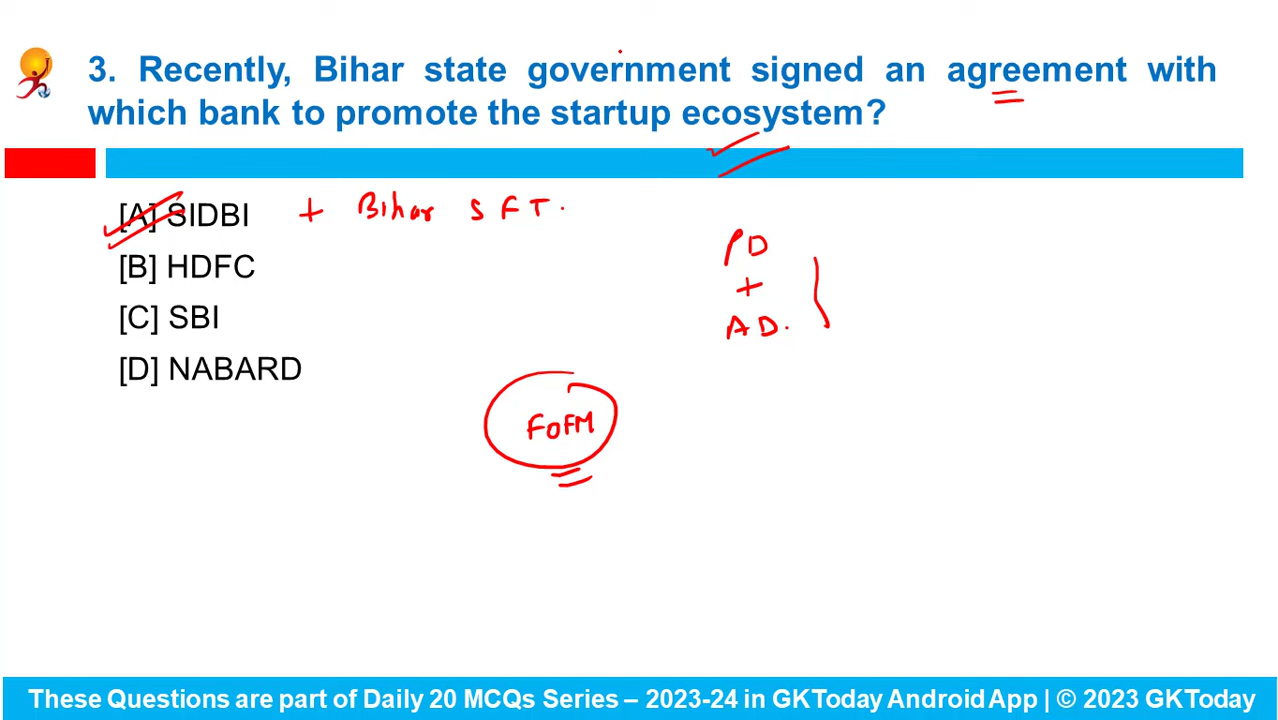 3. Recently, Bihar state government signed an agreement with
which bank to promote the startup ecosystem?
[A] SIDBI + Bihar S F T.
[B] HDFC
[C] SBI
[D] NABARD
PD
+
AD.
FOFM
These Questions are part of Daily 20 MCQs Series – 2023-24 in GKToday Android App | © 2023 GKToday